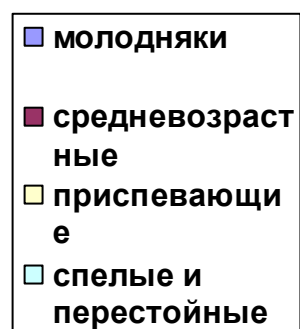 молодняки
средневозраст
ные
приспевающи
е
спелые и
перестойные